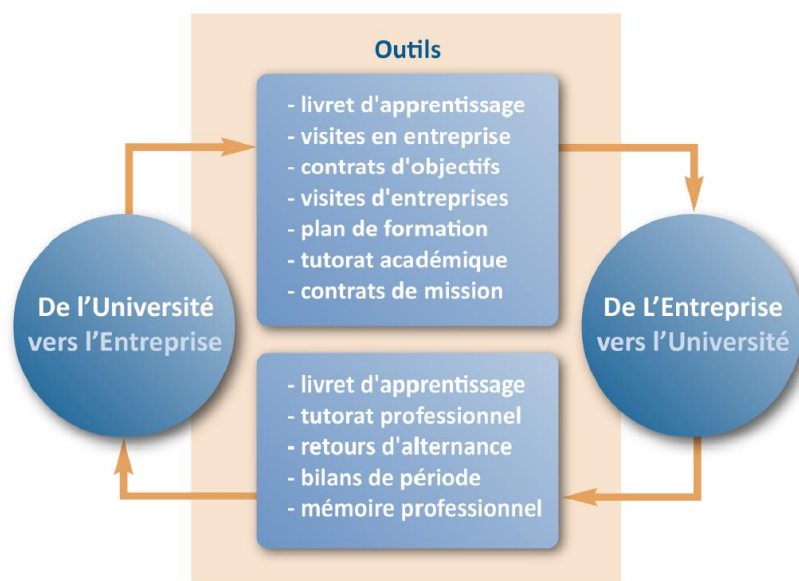 Outils
- livret d'apprentissage
- visites en entreprise
- contrats d'objectifs
- visites d'entreprises
- plan de formation
- tutorat académique
- contrats de mission
De l'Université
vers l'Entreprise
De L'Entreprise
vers l'Université
- livret d'apprentissage
- tutorat professionnel
- retours d'alternance
- bilans de période
- mémoire professionnel